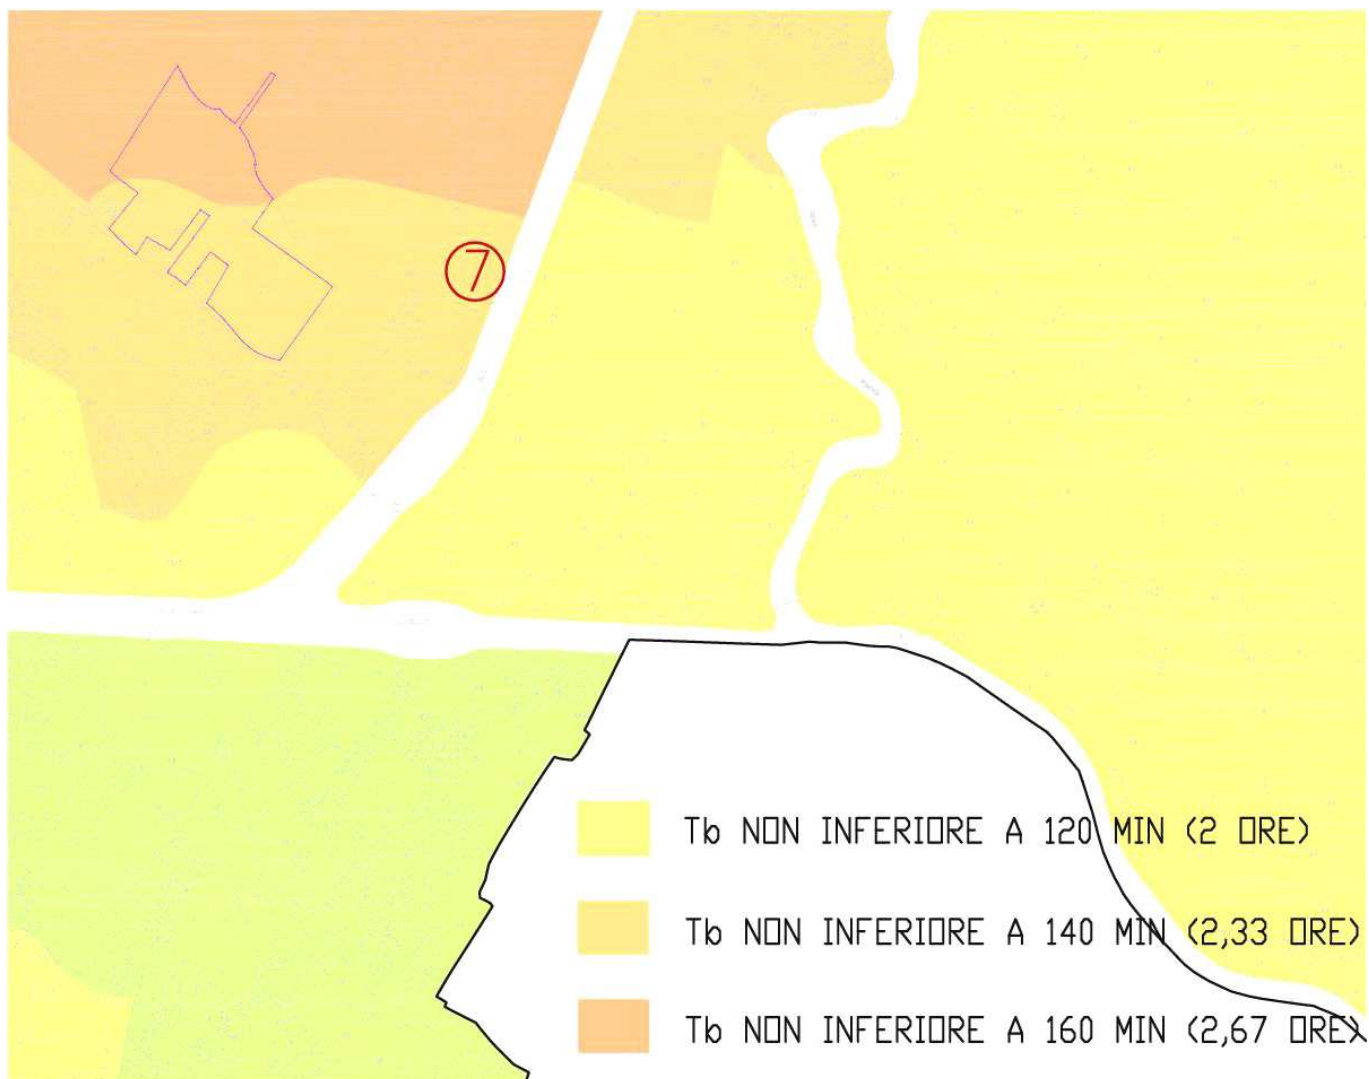 7
Tb NON INFERIORE A 120 MIN (2 ORE)
Tb NON INFERIORE A 140 MIN (2,33 ORE)
Tb NON INFERIORE A 160 MIN (2,67 ORE)